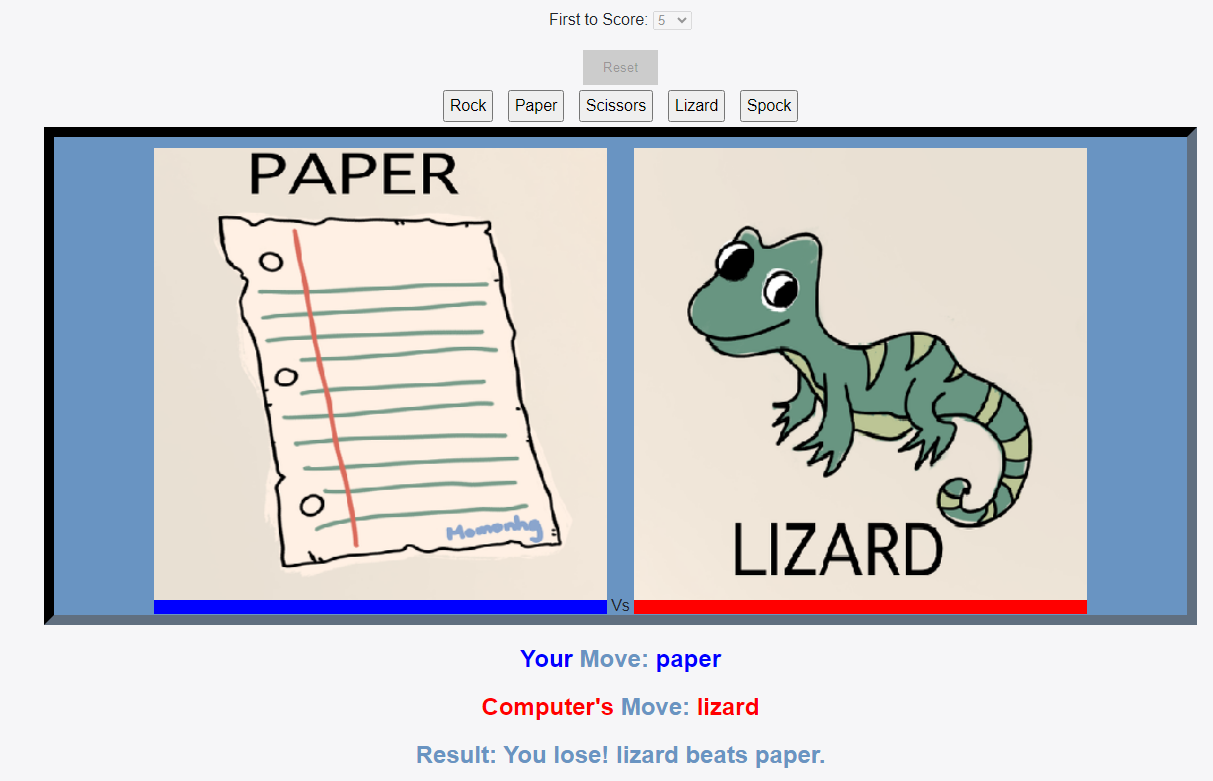 First to Score: 5
Reset
Rock Paper Scissors Lizard Spock
PAPER
Momonhg
LIZARD
Vs
Your Move: paper
Computer's Move: lizard
Result: You lose! lizard beats paper.